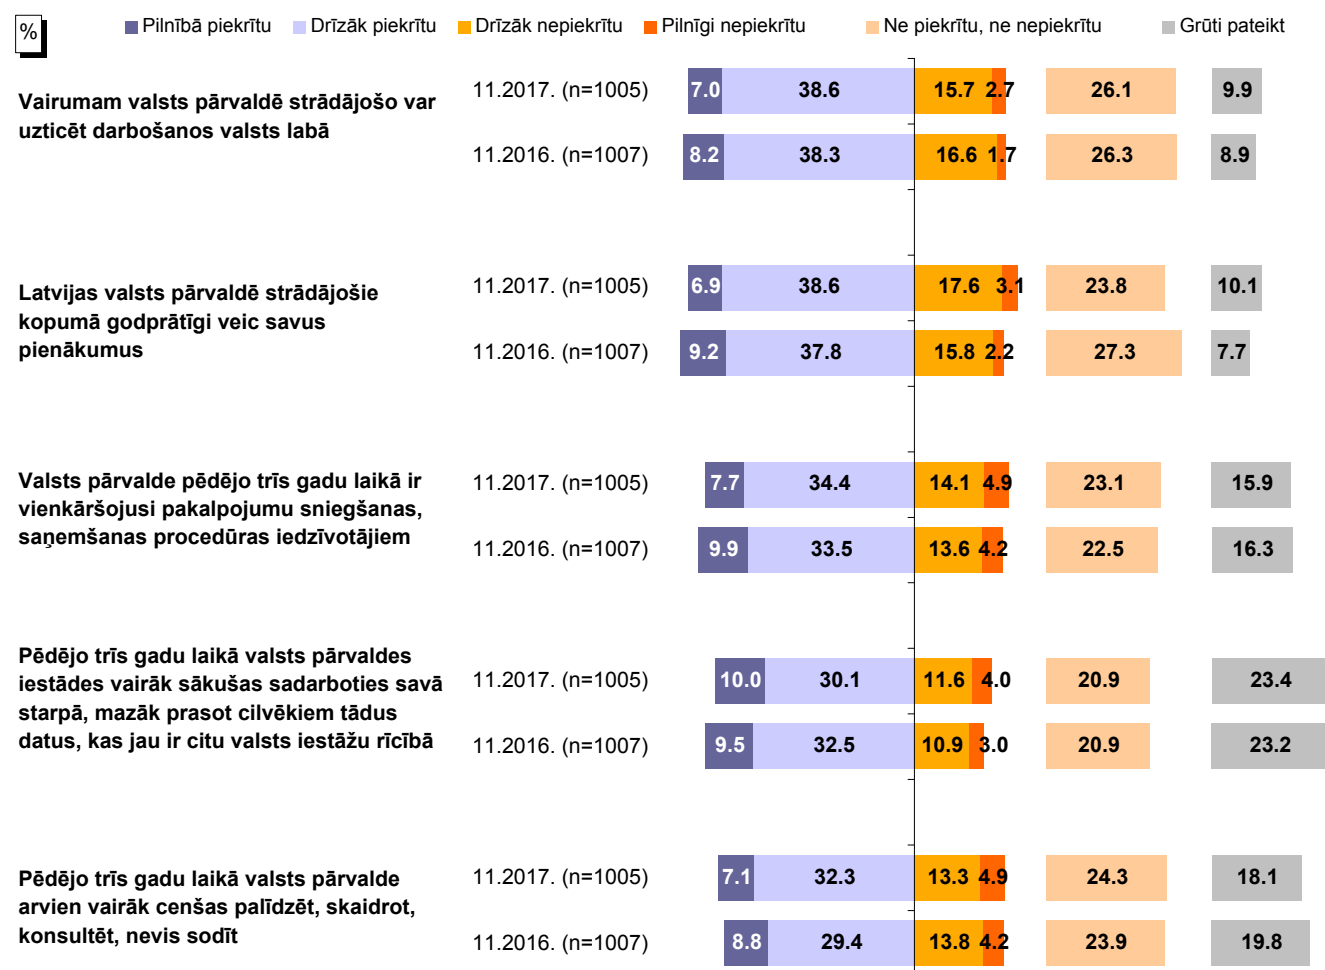 %
Pilnībā piekrītu Drīzāk piekrītu Drīzāk nepiekrītu Pilnīgi nepiekrītu Ne piekrītu, ne nepiekrītu Grūti pateikt
Vairumam valsts pārvaldē strādājošo var
uzticēt darbošanos valsts labā
11.2017. (n=1005) 7.0 38.6 15.7 2.7 26.1 9.9
11.2016. (n=1007) 8.2 38.3 16.6 1.7 26.3 8.9
Latvijas valsts pārvaldē strādājošie
kopumā godprātīgi veic savus
pienākumus
11.2017. (n=1005) 6.9 38.6 17.6 3.1 23.8 10.1
11.2016. (n=1007) 9.2 37.8 15.8 2.2 27.3 7.7
Valsts pārvalde pēdējo trīs gadu laikā ir
vienkāršojusi pakalpojumu sniegšanas,
saņemšanas procedūras iedzīvotājiem
11.2017. (n=1005) 7.7 34.4 14.1 4.9 23.1 15.9
11.2016. (n=1007) 9.9 33.5 13.6 4.2 22.5 16.3
Pēdējo trīs gadu laikā valsts pārvaldes
iestādes vairāk sākušas sadarboties savā
starpā, mazāk prasot cilvēkiem tādus
datus, kas jau ir citu valsts iestāžu rīcībā
11.2017. (n=1005) 10.0 30.1 11.6 4.0 20.9 23.4
11.2016. (n=1007) 9.5 32.5 10.9 3.0 20.9 23.2
Pēdējo trīs gadu laikā valsts pārvalde
arvien vairāk cenšas palīdzēt, skaidrot,
konsultēt, nevis sodīt
11.2017. (n=1005) 7.1 32.3 13.3 4.9 24.3 18.1
11.2016. (n=1007) 8.8 29.4 13.8 4.2 23.9 19.8